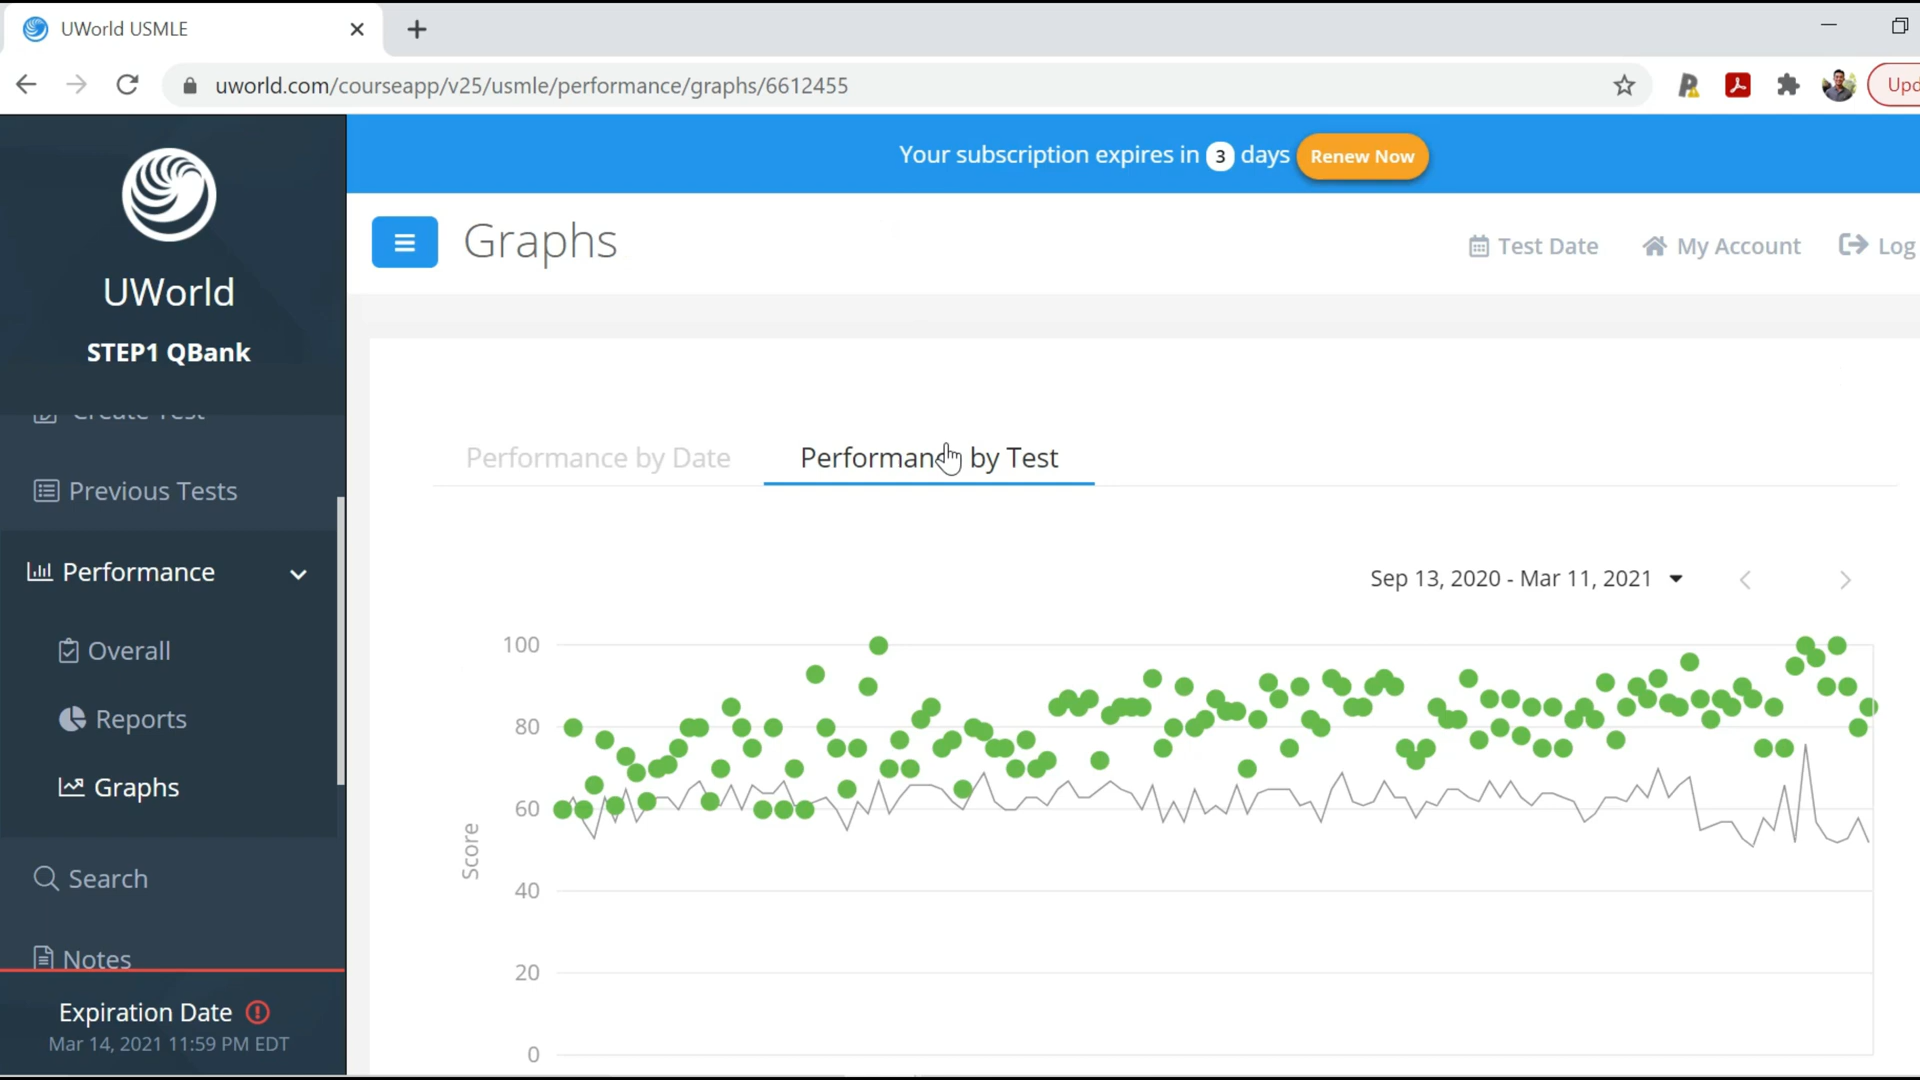 UWorld USMLE
uworld.com/courseapp/v25/usmle/performance/graphs/6612455
Upd
Your subscription expires in 3 days Renew Now
UWorld
STEP1 QBank
Graphs
Test Date My Account Log
Create Test
Previous Tests
Performance
Overall
Reports
Graphs
Search
Notes
Expiration Date
Mar 14, 2021 11:59 PM EDT
Performance by Date Performance by Test
Sep 13, 2020 - Mar 11, 2021
100
80
60
40
20
0
Score